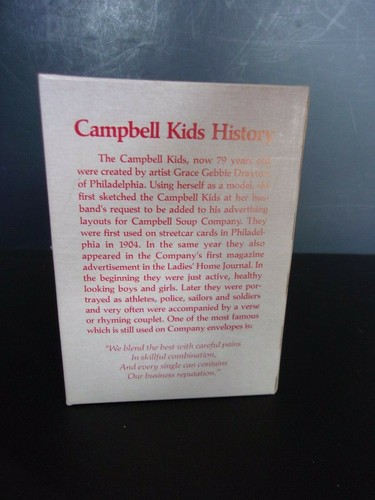 Campbell Kids History
The Campbell Kids, now 79 years old
were created by artist Grace Gebbie Drayton
of Philadelphia. Using herself as a model, she
first sketched the Campbell Kids at her hus-
band's request to be added to his advertising
layouts for Campbell Soup Company. They
were first used on streetcar cards in Philadel-
phia in 1904. In the same year they also
appeared in the Company's first magazine
advertisement in the Ladies' Home Journal. In
the beginning they were just active, healthy
looking boys and girls. Later they were por-
trayed as athletes, police, sailors and soldiers
and very often were accompanied by a verse
or rhyming couplet. One of the most famous
which is still used on Company envelopes is:
"We blend the best with careful pains
In skillful combination,
And every single can contains
Our business reputation."